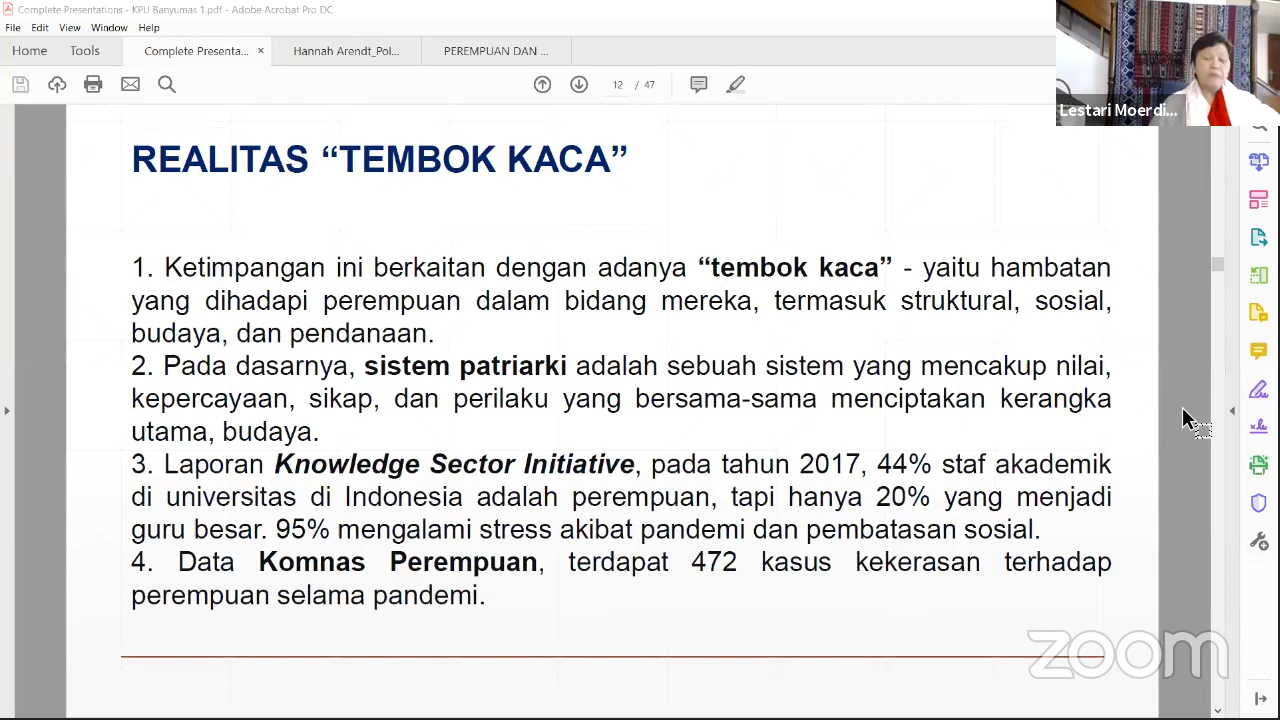 Complete Presentations - KPU Banyumas 1.pdf - Adobe Acrobat Pro DC
File Edit View Window Help
Home Tools Complete Presenta... × Hannah Arendt_Pol... PEREMPUAN DAN ...
12 / 47
Lestari Moerdi...
REALITAS “TEMBOK KACA”
1. Ketimpangan ini berkaitan dengan adanya “tembok kaca” - yaitu hambatan
yang dihadapi perempuan dalam bidang mereka, termasuk struktural, sosial,
budaya, dan pendanaan.
2. Pada dasarnya, sistem patriarki adalah sebuah sistem yang mencakup nilai,
kepercayaan, sikap, dan perilaku yang bersama-sama menciptakan kerangka
utama, budaya.
3. Laporan Knowledge Sector Initiative, pada tahun 2017, 44% staf akademik
di universitas di Indonesia adalah perempuan, tapi hanya 20% yang menjadi
guru besar. 95% mengalami stress akibat pandemi dan pembatasan sosial.
4. Data Komnas Perempuan, terdapat 472 kasus kekerasan terhadap
perempuan selama pandemi.
zoom